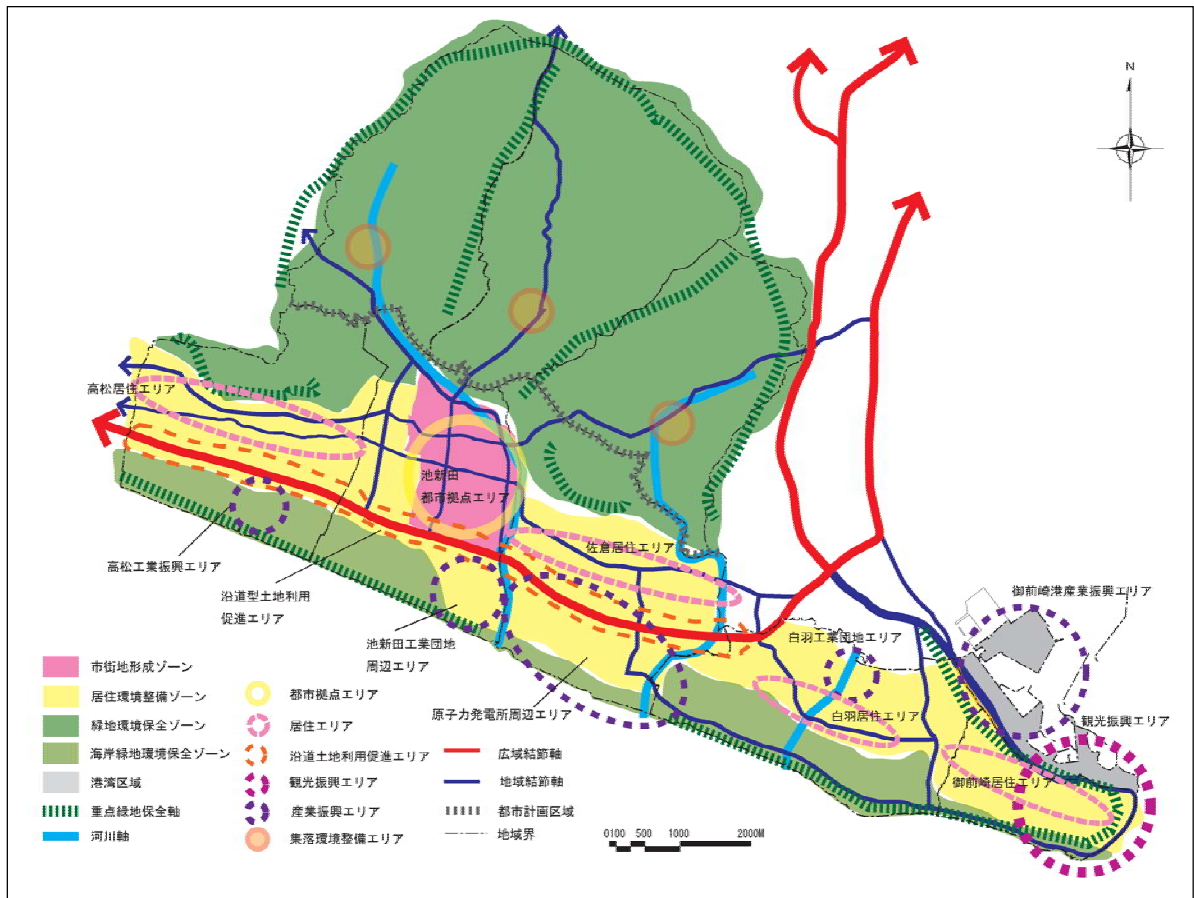 N
高松居住エリア
池新田
都市拠点エリア
佐倉居住エリア
高松工業振興エリア
沿道型土地利用
促進エリア
池新田工業団地
周辺エリア
原子力発電所周辺エリア
御前崎港産業振興エリア
白羽工業団地エリア
白羽居住エリア
観光振興エリア
御前崎居住エリア
市街地形成ゾーン
居住環境整備ゾーン
緑地環境保全ゾーン
海岸緑地環境保全ゾーン
港湾区域
重点緑地保全軸
河川軸
都市拠点エリア
居住エリア
沿道土地利用促進エリア
観光振興エリア
産業振興エリア
集落環境整備エリア
広域結節軸
地域結節軸
都市計画区域
地域界
0100 500 1000 2000M